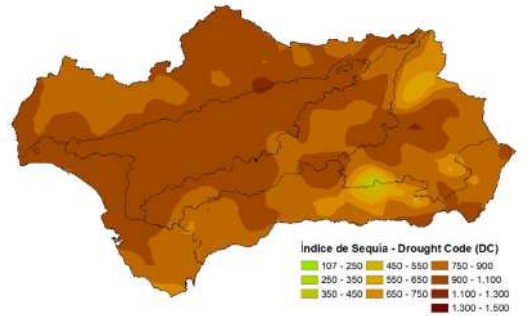 Índice de Sequía - Drought Code (DC)
107 - 250 450 - 550 750 - 900
250 - 350 550 - 650 900 - 1.100
350 - 450 650 - 750 1.100 - 1.300
1.300 - 1.500